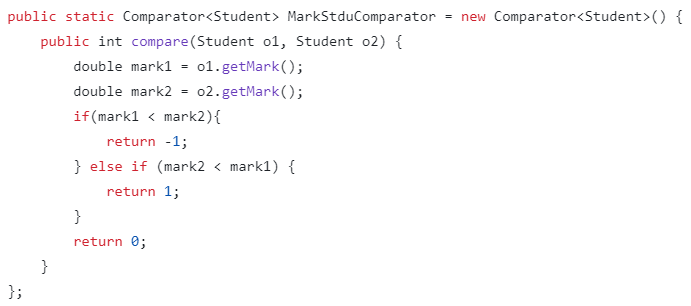 public static Comparator<Student> MarkStduComparator = new Comparator<Student>() {
    public int compare(Student o1, Student o2) {
        double mark1 = o1.getMark();
        double mark2 = o2.getMark();
        if(mark1 < mark2){
            return -1;
        } else if (mark2 < mark1) {
            return 1;
        }
        return 0;
    }
};